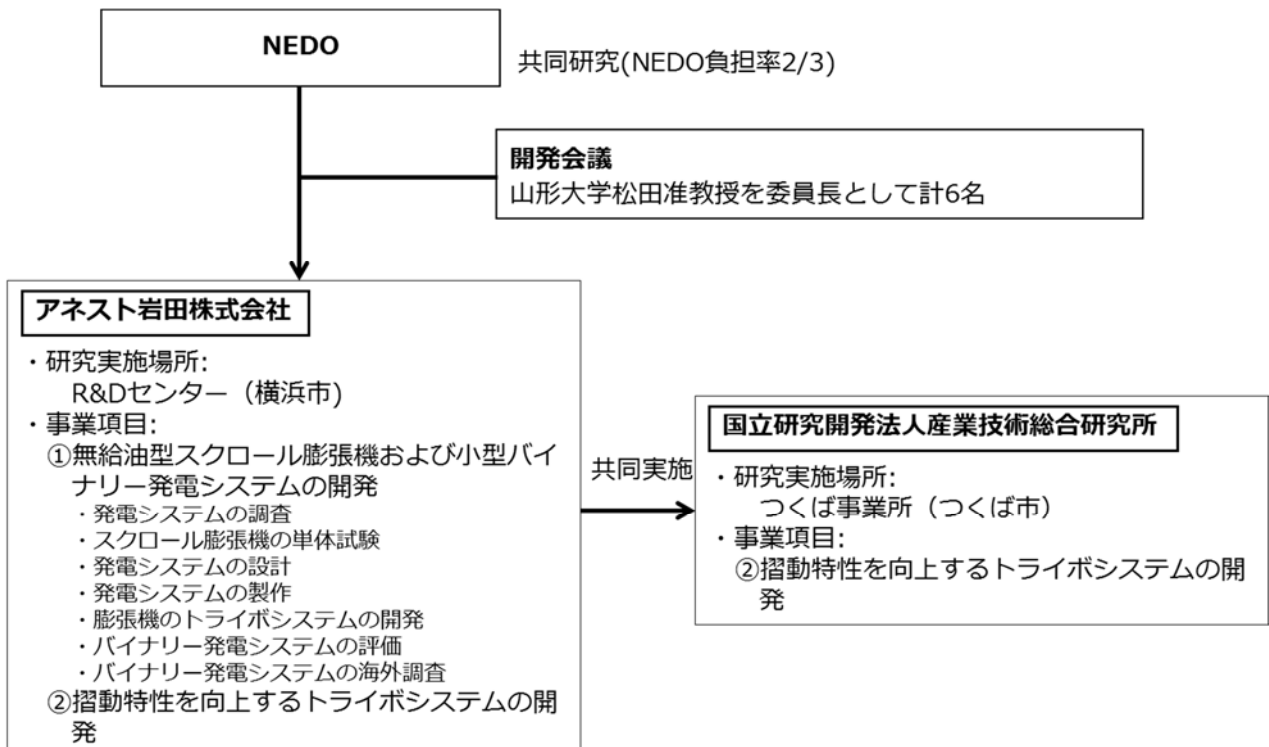 NEDO
共同研究(NEDO負担率2/3)
開発会議
山形大学松田准教授を委員長として計6名
アネスト岩田株式会社
・研究実施場所:
R&Dセンター（横浜市)
・事業項目:
①無給油型スクロール膨張機および小型バイ
ナリー発電システムの開発
・発電システムの調査
・スクロール膨張機の単体試験
・発電システムの設計
・発電システムの製作
・膨張機のトライボシステムの開発
・バイナリー発電システムの評価
・バイナリー発電システムの海外調査
②摺動特性を向上するトライボシステムの開
発
共同実施
国立研究開発法人産業技術総合研究所
・研究実施場所:
つくば事業所（つくば市）
・事業項目:
②摺動特性を向上するトライボシステムの開
発